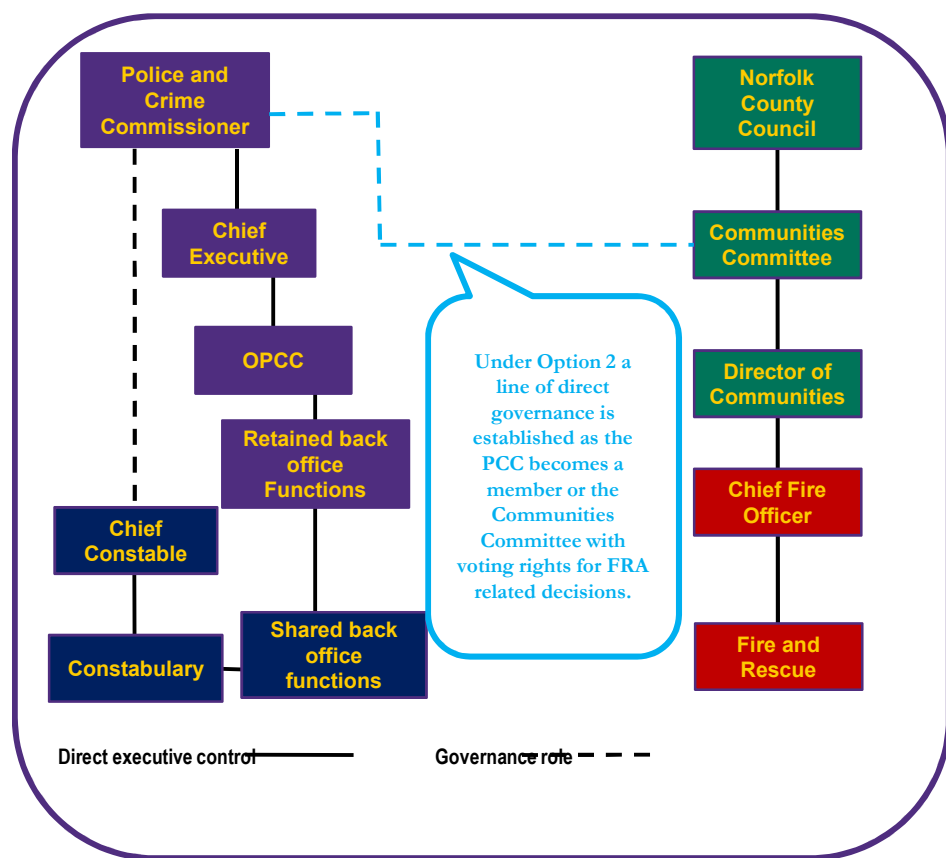 Police and
Crime
Commissioner
Norfolk
County
Council
Chief
Executive
Communities
Committee
OPCC
Director of
Communities
Under Option 2 a
line of direct
governance is
established as the
PCC becomes a
member or the
Communities
Committee with
voting rights for FRA
related decisions.
Retained back
office
Functions
Chief Fire
Officer
Chief
Constable
Constabulary
Shared back
office
functions
Fire and
Rescue
Direct executive control
Governance role